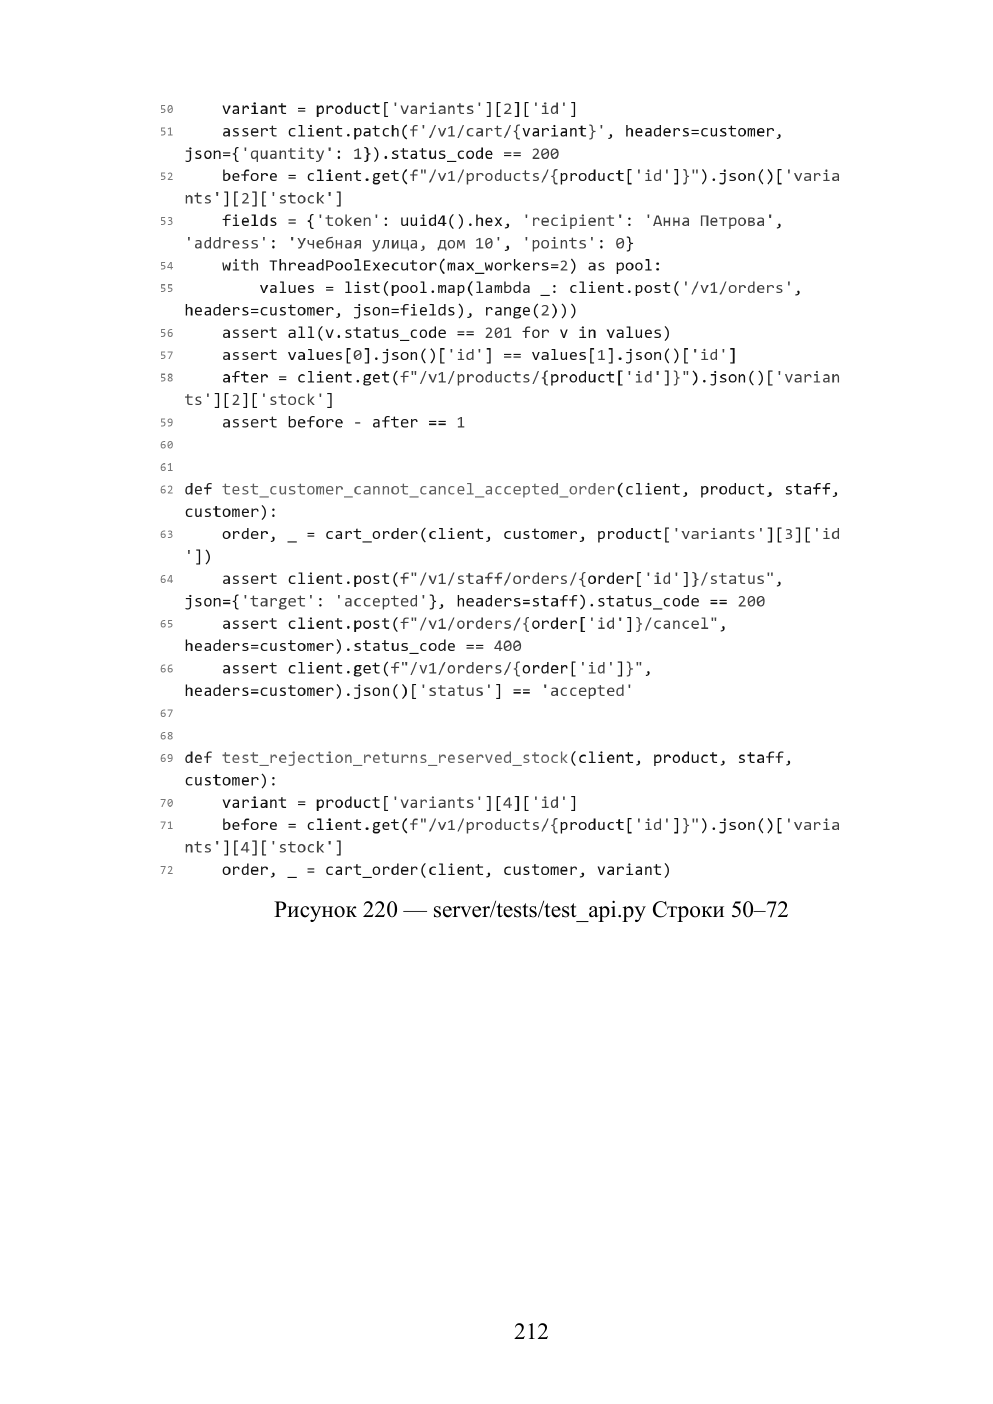 50     variant = product['variants'][2]['id']
51     assert client.patch(f'/v1/cart/{variant}', headers=customer,
json={'quantity': 1}).status_code == 200
52     before = client.get(f"/v1/products/{product['id']}").json()['varia
nts'][2]['stock']
53     fields = {'token': uuid4().hex, 'recipient': 'Анна Петрова',
'address': 'Учебная улица, дом 10', 'points': 0}
54     with ThreadPoolExecutor(max_workers=2) as pool:
55         values = list(pool.map(lambda _: client.post('/v1/orders',
headers=customer, json=fields), range(2)))
56     assert all(v.status_code == 201 for v in values)
57     assert values[0].json()['id'] == values[1].json()['id']
58     after = client.get(f"/v1/products/{product['id']}").json()['varian
ts'][2]['stock']
59     assert before - after == 1
60
61
62 def test_customer_cannot_cancel_accepted_order(client, product, staff,
customer):
63     order, _ = cart_order(client, customer, product['variants'][3]['id
'])
64     assert client.post(f"/v1/staff/orders/{order['id']}/status",
json={'target': 'accepted'}, headers=staff).status_code == 200
65     assert client.post(f"/v1/orders/{order['id']}/cancel",
headers=customer).status_code == 400
66     assert client.get(f"/v1/orders/{order['id']}",
headers=customer).json()['status'] == 'accepted'
67
68
69 def test_rejection_returns_reserved_stock(client, product, staff,
customer):
70     variant = product['variants'][4]['id']
71     before = client.get(f"/v1/products/{product['id']}").json()['varia
nts'][4]['stock']
72     order, _ = cart_order(client, customer, variant)
Рисунок 220 — server/tests/test_api.py Строки 50–72
212